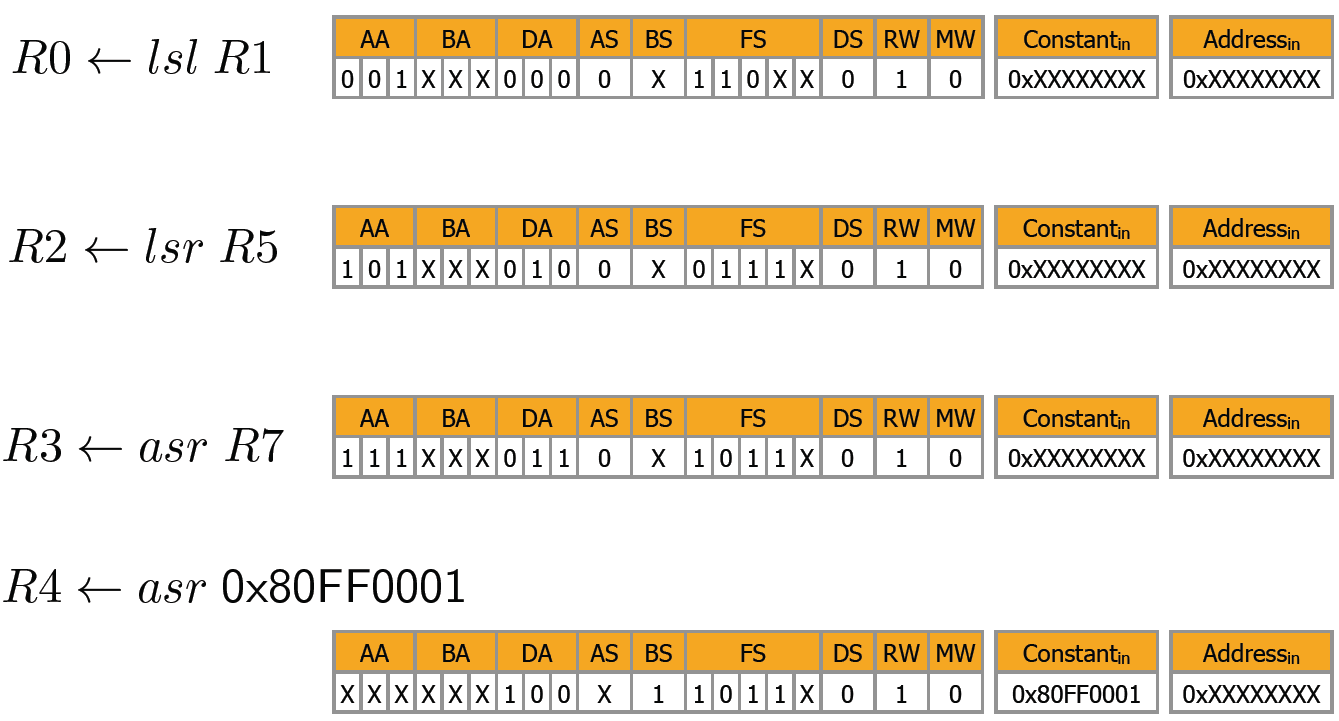 R0 ← lsl R1
AA BA DA AS BS FS DS RW MW Constantin Addressin
0 0 1 X X X 0 0 0 0 X 1 1 0 X X 0 1 0 0xXXXXXXXX 0xXXXXXXXX
R2 ← lsr R5
AA BA DA AS BS FS DS RW MW Constantin Addressin
1 0 1 X X X 0 1 0 0 X 0 1 1 1 X 0 1 0 0xXXXXXXXX 0xXXXXXXXX
R3 ← asr R7
AA BA DA AS BS FS DS RW MW Constantin Addressin
1 1 1 X X X 0 1 1 0 X 1 0 1 1 X 0 1 0 0xXXXXXXXX 0xXXXXXXXX
R4 ← asr 0x80FF0001
AA BA DA AS BS FS DS RW MW Constantin Addressin
X X X X X X 1 0 0 X 1 1 0 1 1 X 0 1 0 0x80FF0001 0xXXXXXXXX